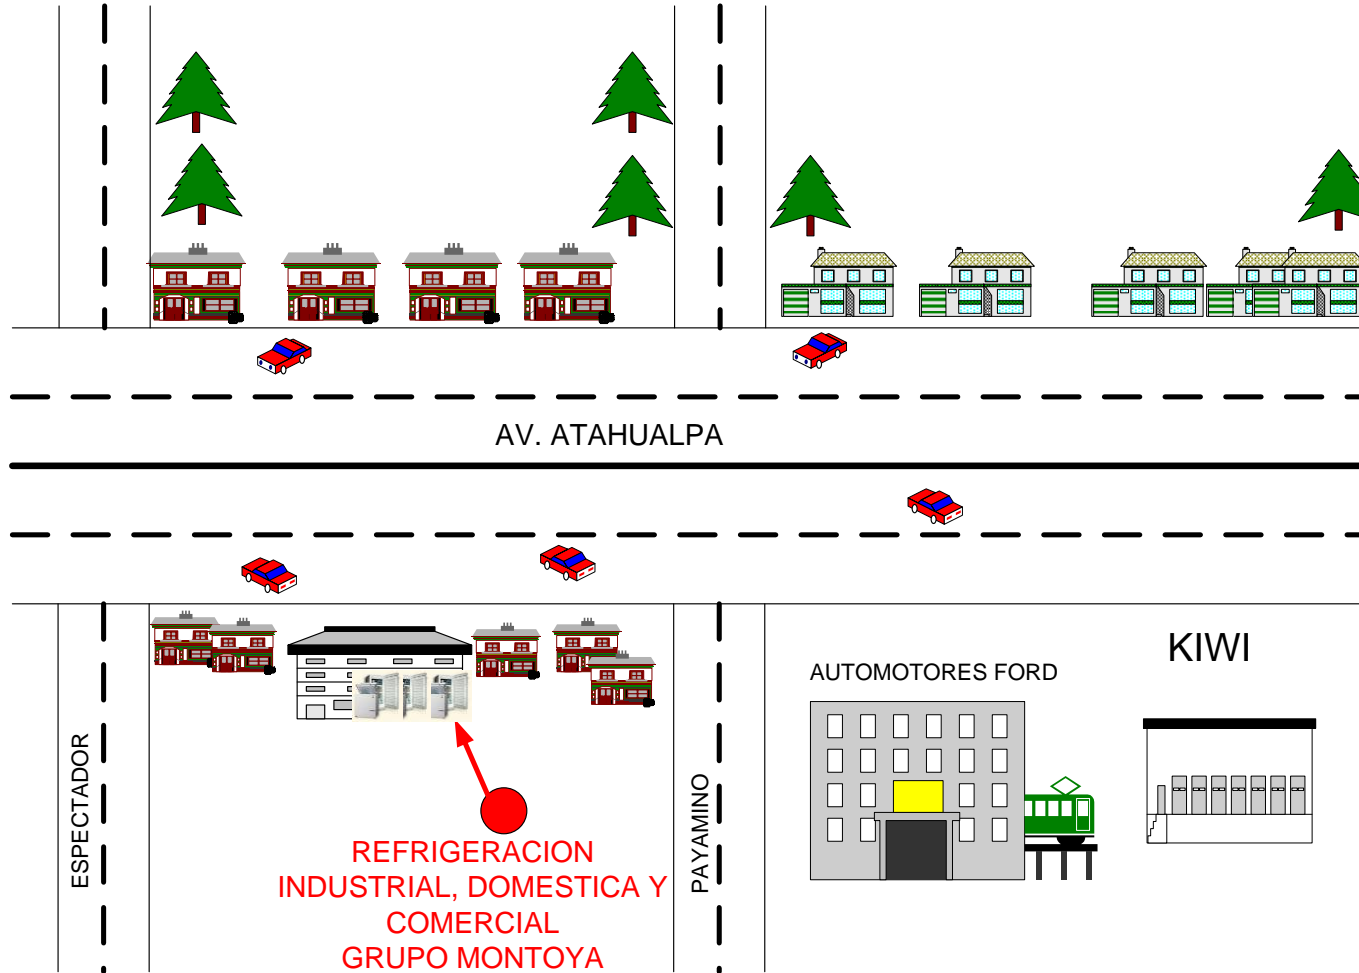 AV. ATAHUALPA
KIWI
AUTOMOTORES FORD
ESPECTADOR
PAYAMINO
REFRIGERACION
INDUSTRIAL, DOMESTICA Y
COMERCIAL
GRUPO MONTOYA